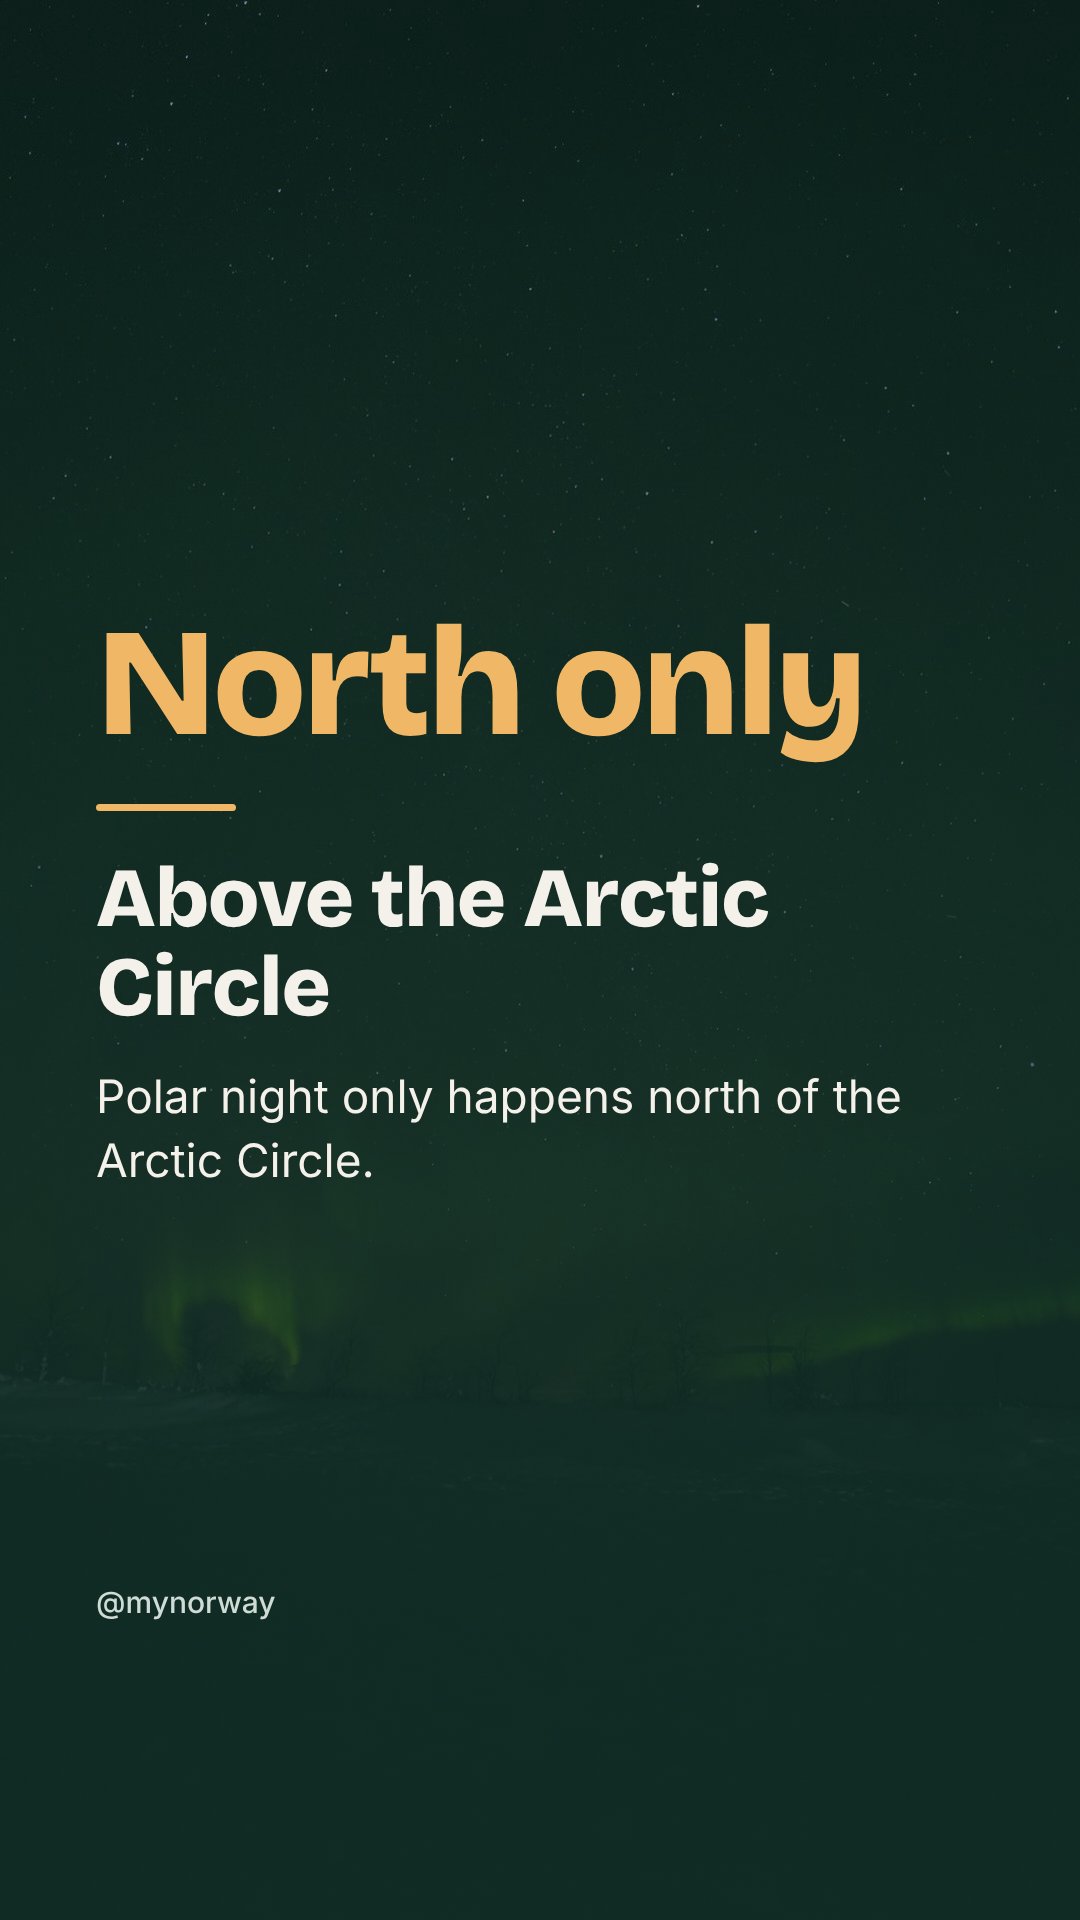 North only
Above the Arctic
Circle
Polar night only happens north of the
Arctic Circle.
@mynorway